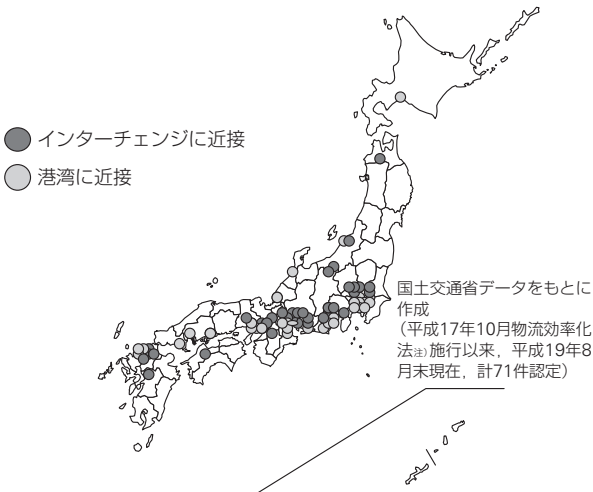 インターチェンジに近接
港湾に近接
国土交通省データをもとに
作成
（平成17年10月物流効率化
法注）施行以来，平成19年8
月末現在，計71件認定）